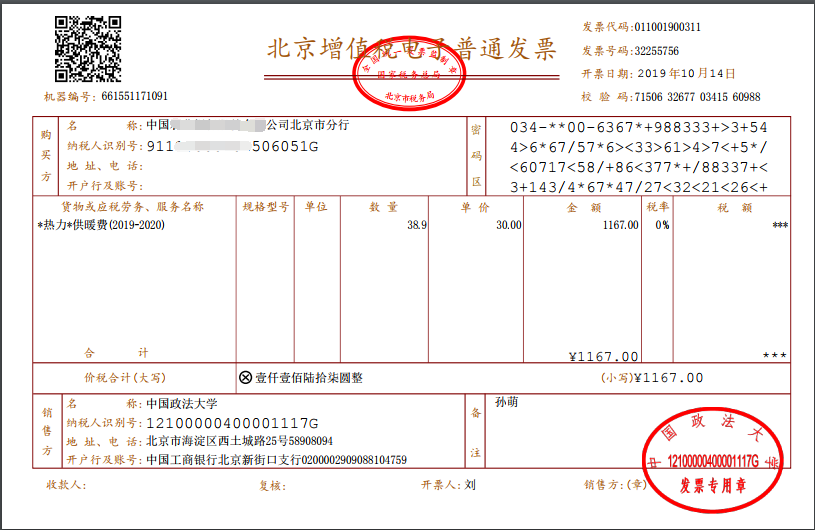 北京增值税电子普通发票
全国统一发票监制章
国家税务总局
北京市税务局
发票代码:011001900311
发票号码:32255756
开票日期: 2019年10月14日
校 验 码:71506 32677 03415 60988
机器编号: 661551171091
购买方
名 称:中国 公司北京市分行
纳税人识别号:911 506051G
地 址、电 话:
开户行及账号:
密码区
034-**00-6367*+988333+>3+54
4>6*67/57*6><33>61>4>7<+5*/
<60717<58/+86<377*+/88337+<
3+143/4*67*47/27<32<21<26<+
货物或应税劳务、服务名称 规格型号 单位 数 量 单 价 金 额 税率 税 额
*热力*供暖费(2019-2020) 38.9 30.00 1167.00 0% ***
合 计 ¥1167.00 ***
价税合计(大写) ⊗壹仟壹佰陆拾柒圆整 (小写)¥1167.00
销售方
名 称:中国政法大学
纳税人识别号:12100000400001117G
地 址、电 话:北京市海淀区西土城路25号58908094
开户行及账号:中国工商银行北京新街口支行0200002909088104759
备注
孙萌
中国政法大学
12100000400001117G
发票专用章
收款人: 复核: 开票人:刘 销售方:(章)